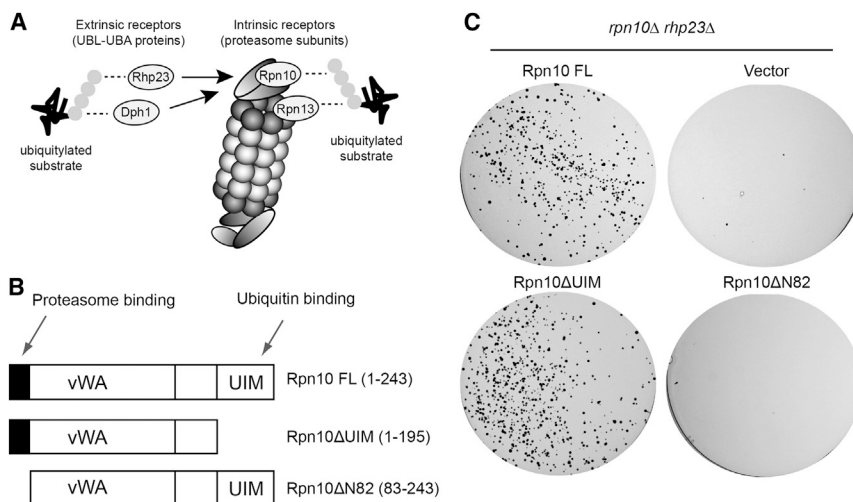 A
Extrinsic receptors
(UBL-UBA proteins)
Intrinsic receptors
(proteasome subunits)
Rhp23
Dph1
Rpn10
Rpn13
ubiquitylated
substrate
ubiquitylated
substrate
B
Proteasome binding
Ubiquitin binding
vWA
UIM
Rpn10 FL (1-243)
vWA
Rpn10ΔUIM (1-195)
vWA
UIM
Rpn10ΔN82 (83-243)
C
rpn10Δ rhp23Δ
Rpn10 FL
Vector
Rpn10ΔUIM
Rpn10ΔN82